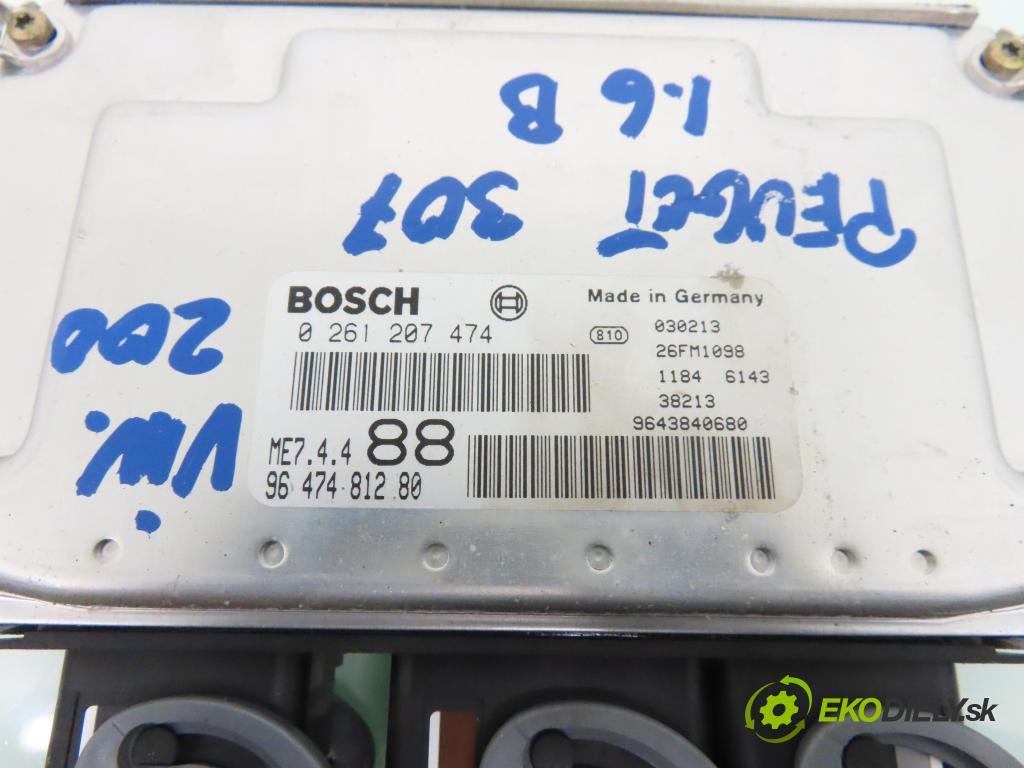 1.6 B
PEUGEOT 307
VIN. 200
BOSCH
0 261 207 474
Made in Germany
810
030213
26FM1098
1184 6143
38213
9643840680
ME7.4.4 88
96 474 812 80
EKODIELY.sk